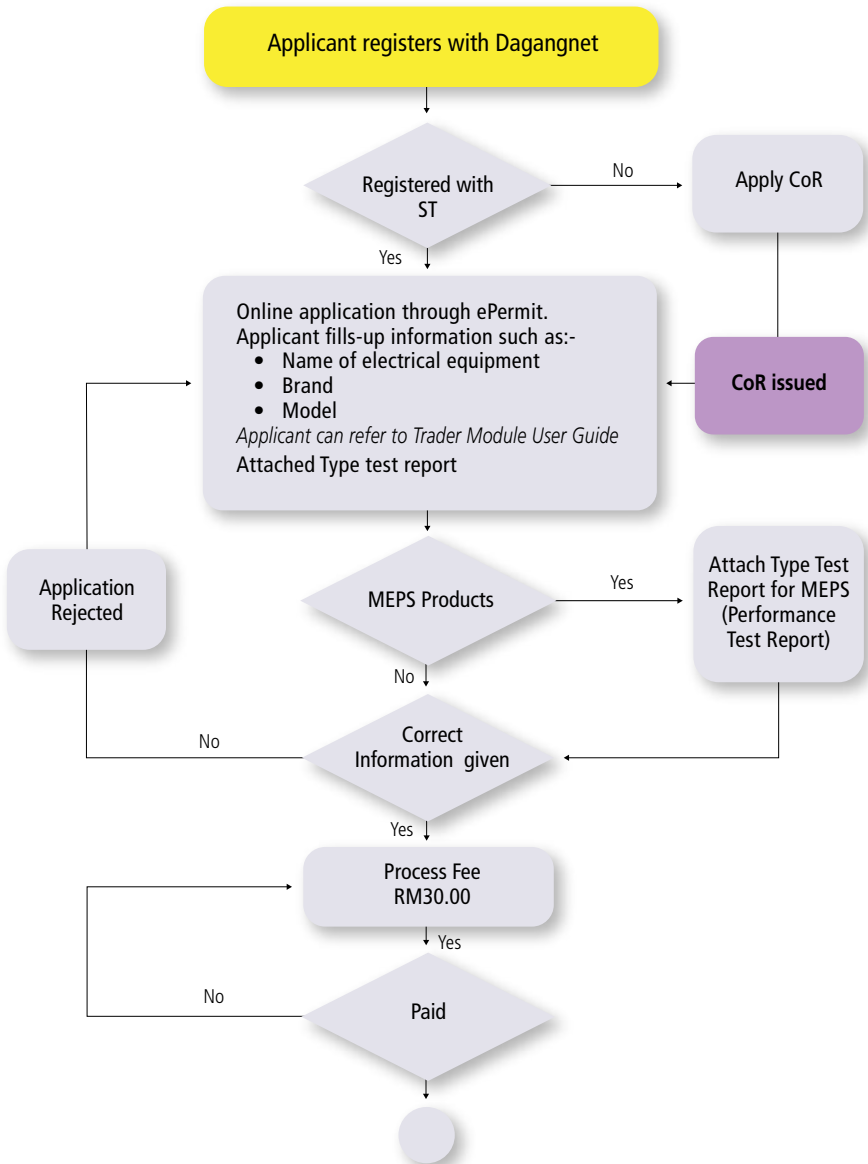 Applicant registers with Dagangnet
Registered with
ST
No
Apply CoR
Yes
Online application through ePermit.
Applicant fills-up information such as:-
• Name of electrical equipment
• Brand
• Model
Applicant can refer to Trader Module User Guide
Attached Type test report
CoR issued
MEPS Products
Yes
Attach Type Test
Report for MEPS
(Performance
Test Report)
Application
Rejected
No
Correct
Information given
No
Yes
Process Fee
RM30.00
Yes
Paid
No